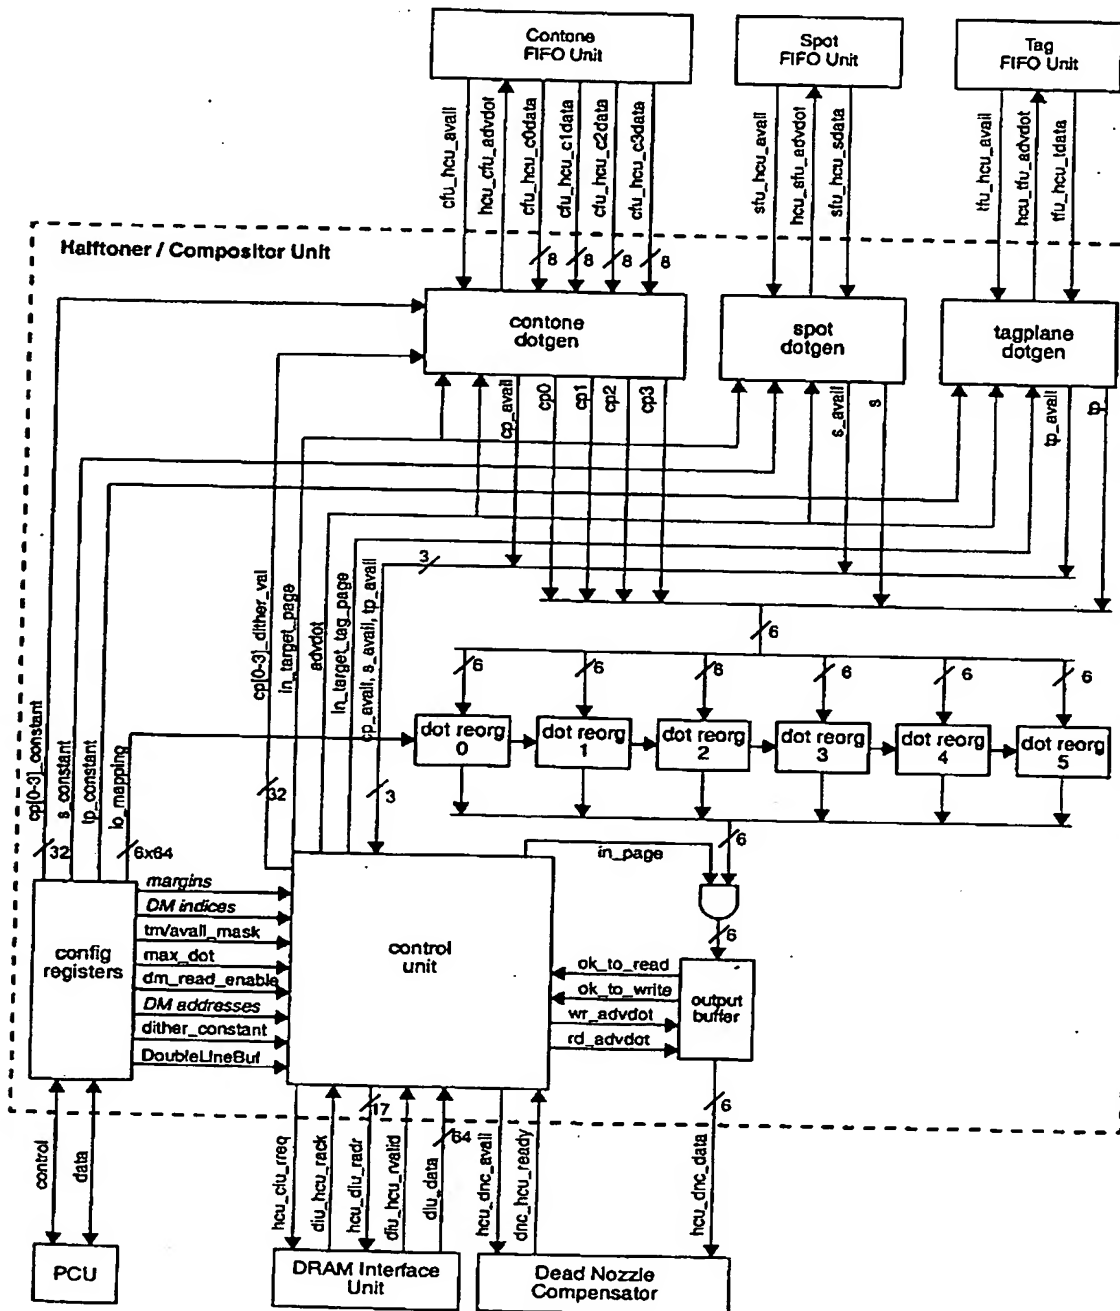 Contone
FIFO Unit
Spot
FIFO Unit
Tag
FIFO Unit
cfu_hcu_avail
hcu_cfu_advdot
cfu_hcu_c0data
cfu_hcu_c1data
cfu_hcu_c2data
cfu_hcu_c3data
sfu_hcu_avail
hcu_sfu_advdot
sfu_hcu_sdata
tfu_hcu_avail
hcu_tfu_advdot
tfu_hcu_tdata
Halftoner / Compositor Unit
8
8
8
8
contone
dotgen
spot
dotgen
tagplane
dotgen
cp_avail
cp0
cp1
cp2
cp3
s_avail
s
tp_avail
tp
3
6
6
6
6
6
6
6
cp[0-3]_constant
s_constant
tp_constant
io_mapping
cp[0-3]_dither_val
in_target_page
advdot
in_target_tag_page
cp_avail, s_avail, tp_avail
dot reorg
0
dot reorg
1
dot reorg
2
dot reorg
3
dot reorg
4
dot reorg
5
32
3
32
6x64
in_page
6
config
registers
margins
DM indices
tm/avail_mask
max_dot
dm_read_enable
DM addresses
dither_constant
DoubleLineBuf
control
unit
6
ok_to_read
ok_to_write
wr_advdot
rd_advdot
output
buffer
17
64
6
control
data
hcu_diu_rreq
diu_hcu_rack
hcu_diu_radr
diu_hcu_rvalid
diu_data
hcu_dnc_avail
dnc_hcu_ready
hcu_dnc_data
PCU
DRAM Interface
Unit
Dead Nozzle
Compensator